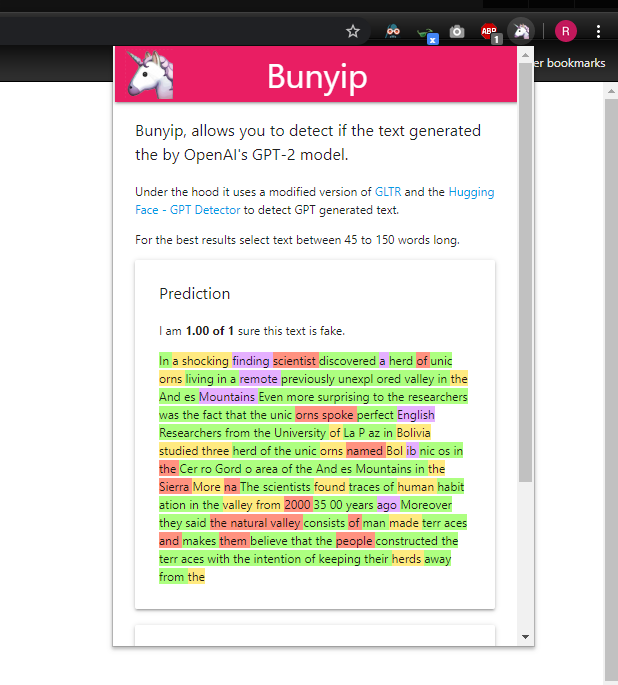 ABP
1
R
er bookmarks
Bunyip
Bunyip, allows you to detect if the text generated
the by OpenAI's GPT-2 model.
Under the hood it uses a modified version of GLTR and the Hugging
Face - GPT Detector to detect GPT generated text.
For the best results select text between 45 to 150 words long.
Prediction
I am 1.00 of 1 sure this text is fake.
In a shocking finding scientist discovered a herd of unic
orns living in a remote previously unexpl ored valley in the
And es Mountains Even more surprising to the researchers
was the fact that the unic orns spoke perfect English
Researchers from the University of La P az in Bolivia
studied three herd of the unic orns named Bol ib nic os in
the Cer ro Gord o area of the And es Mountains in the
Sierra More na The scientists found traces of human habit
ation in the valley from 2000 35 00 years ago Moreover
they said the natural valley consists of man made terr aces
and makes them believe that the people constructed the
terr aces with the intention of keeping their herds away
from the